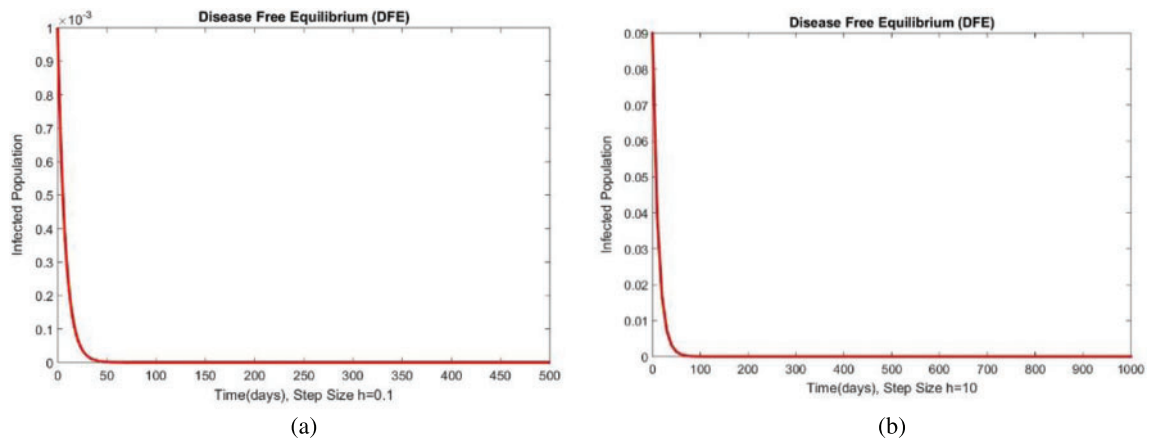 Disease Free Equilibrium (DFE)
×10⁻³
1
0.9
0.8
0.7
0.6
0.5
0.4
0.3
0.2
0.1
0
Infected Population
0 50 100 150 200 250 300 350 400 450 500
Time(days), Step Size h=0.1
(a)
Disease Free Equilibrium (DFE)
0.09
0.08
0.07
0.06
0.05
0.04
0.03
0.02
0.01
0
Infected Population
0 100 200 300 400 500 600 700 800 900 1000
Time(days), Step Size h=10
(b)